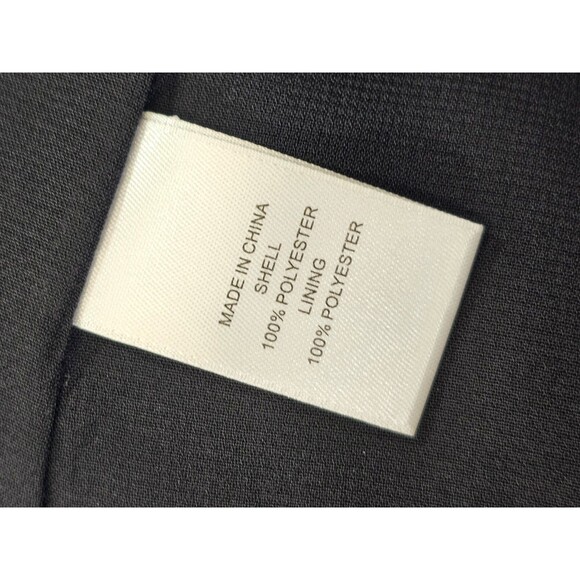 MADE IN CHINA
SHELL
100% POLYESTER
LINING
100% POLYESTER